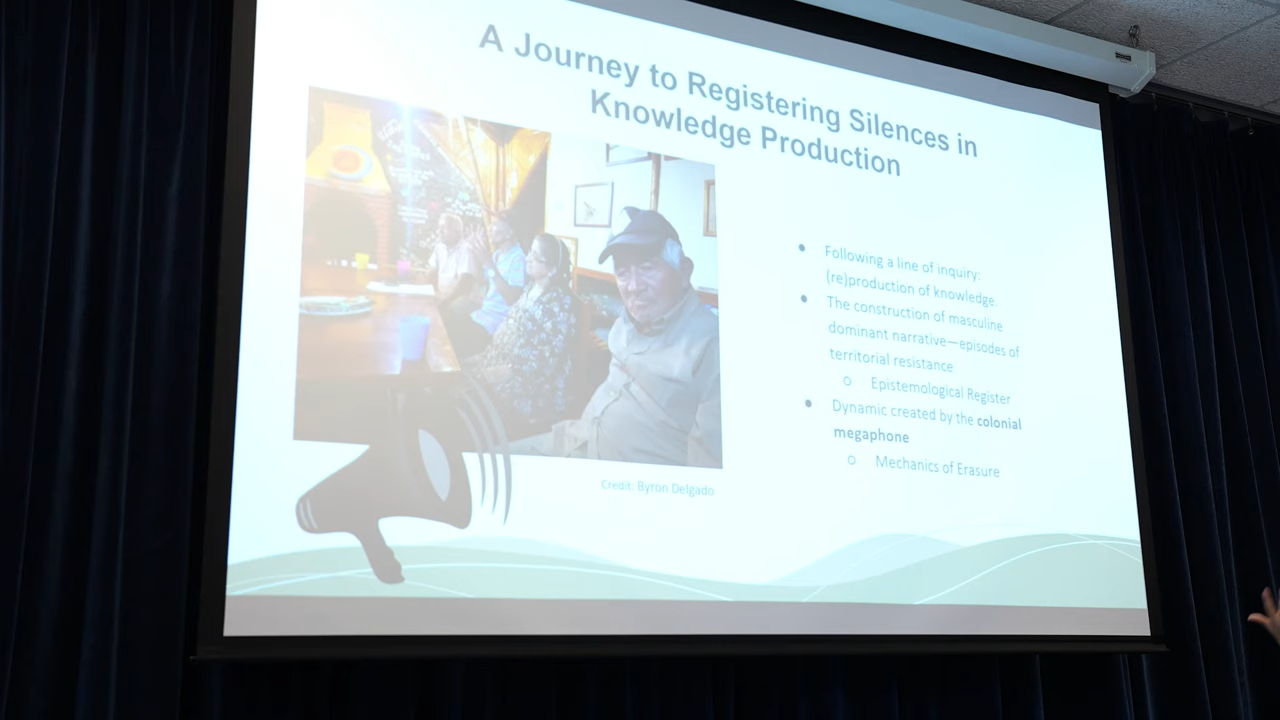 A Journey to Registering Silences in
Knowledge Production
Following a line of inquiry:
(re)production of knowledge.
The construction of masculine
dominant narrative—episodes of
territorial resistance
Epistemological Register
Dynamic created by the colonial
megaphone
Mechanics of Erasure
Credit: Byron Delgado